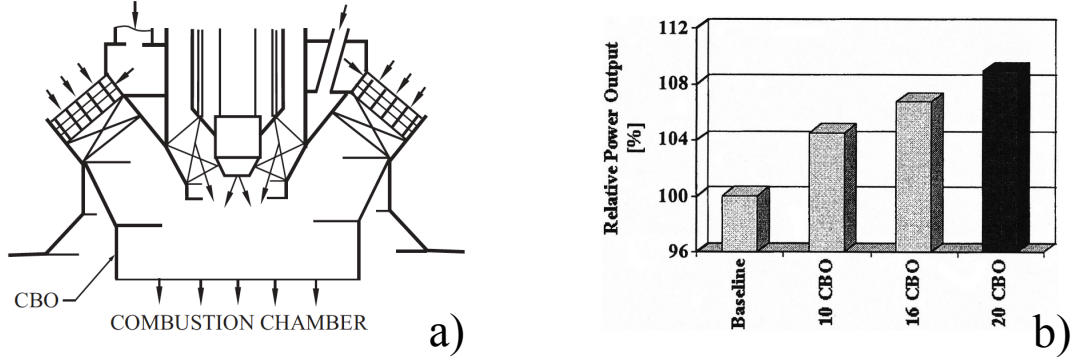 CBO
COMBUSTION CHAMBER
a)
Relative Power Output
[%]
112
108
104
100
96
Baseline
10 CBO
16 CBO
20 CBO
b)